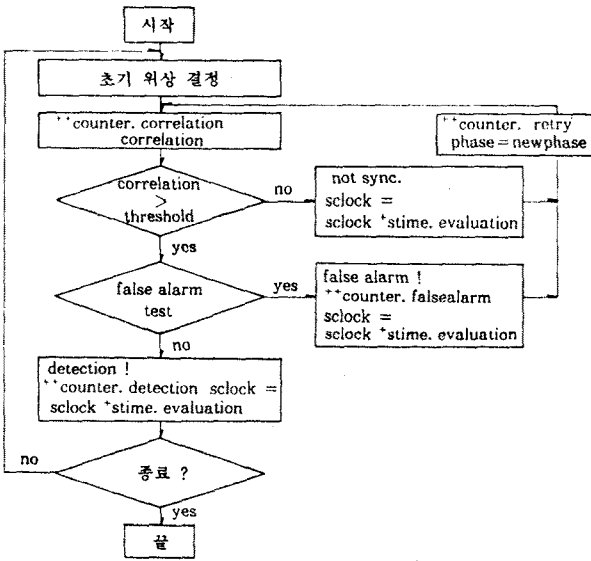 시작
초기 위상 결정
++counter. correlation
correlation
++counter. retry
phase = newphase
correlation
>
threshold
no
not sync.
sclock =
sclock +stime. evaluation
yes
false alarm
test
yes
false alarm !
++counter. falsealarm
sclock =
sclock +stime. evaluation
no
detection !
++counter. detection sclock =
sclock +stime. evaluation
no
종료 ?
yes
끝